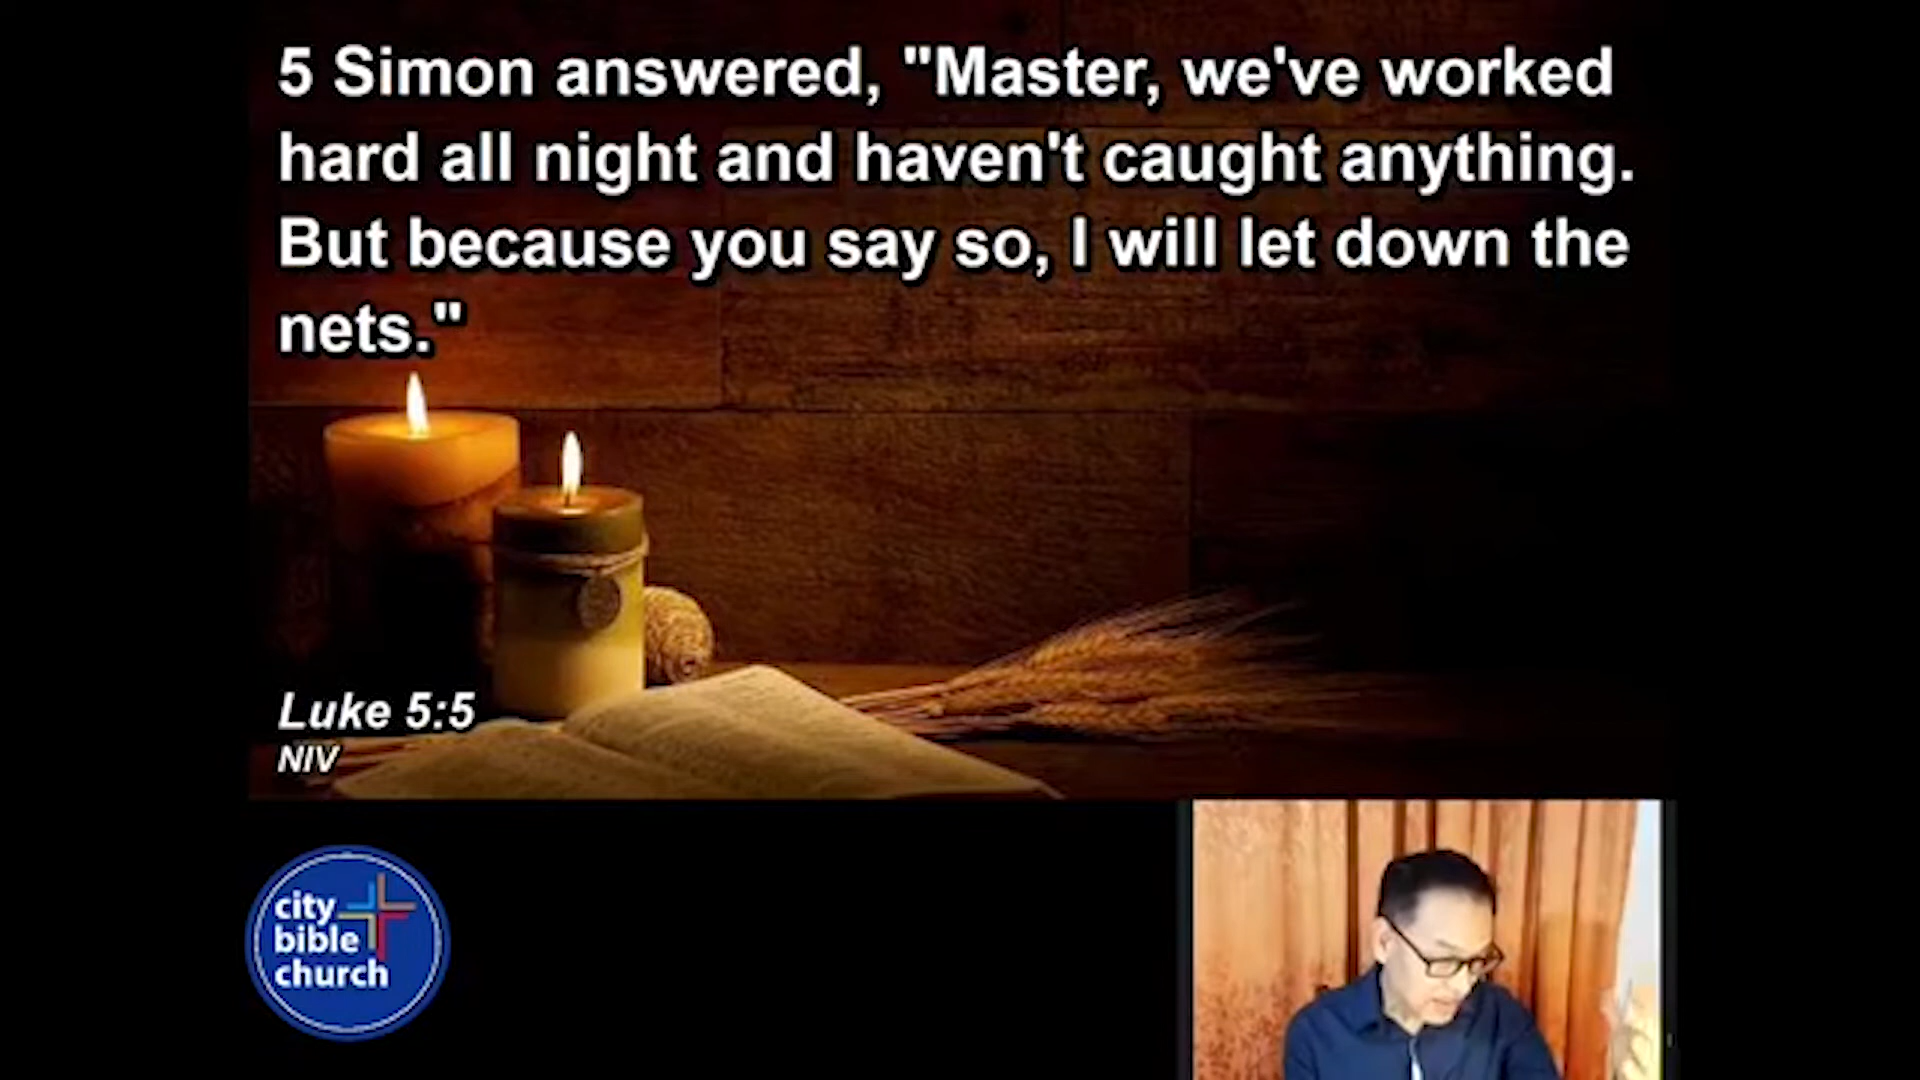 5 Simon answered, "Master, we've worked
hard all night and haven't caught anything.
But because you say so, I will let down the
nets."
Luke 5:5
NIV
city
bible
church